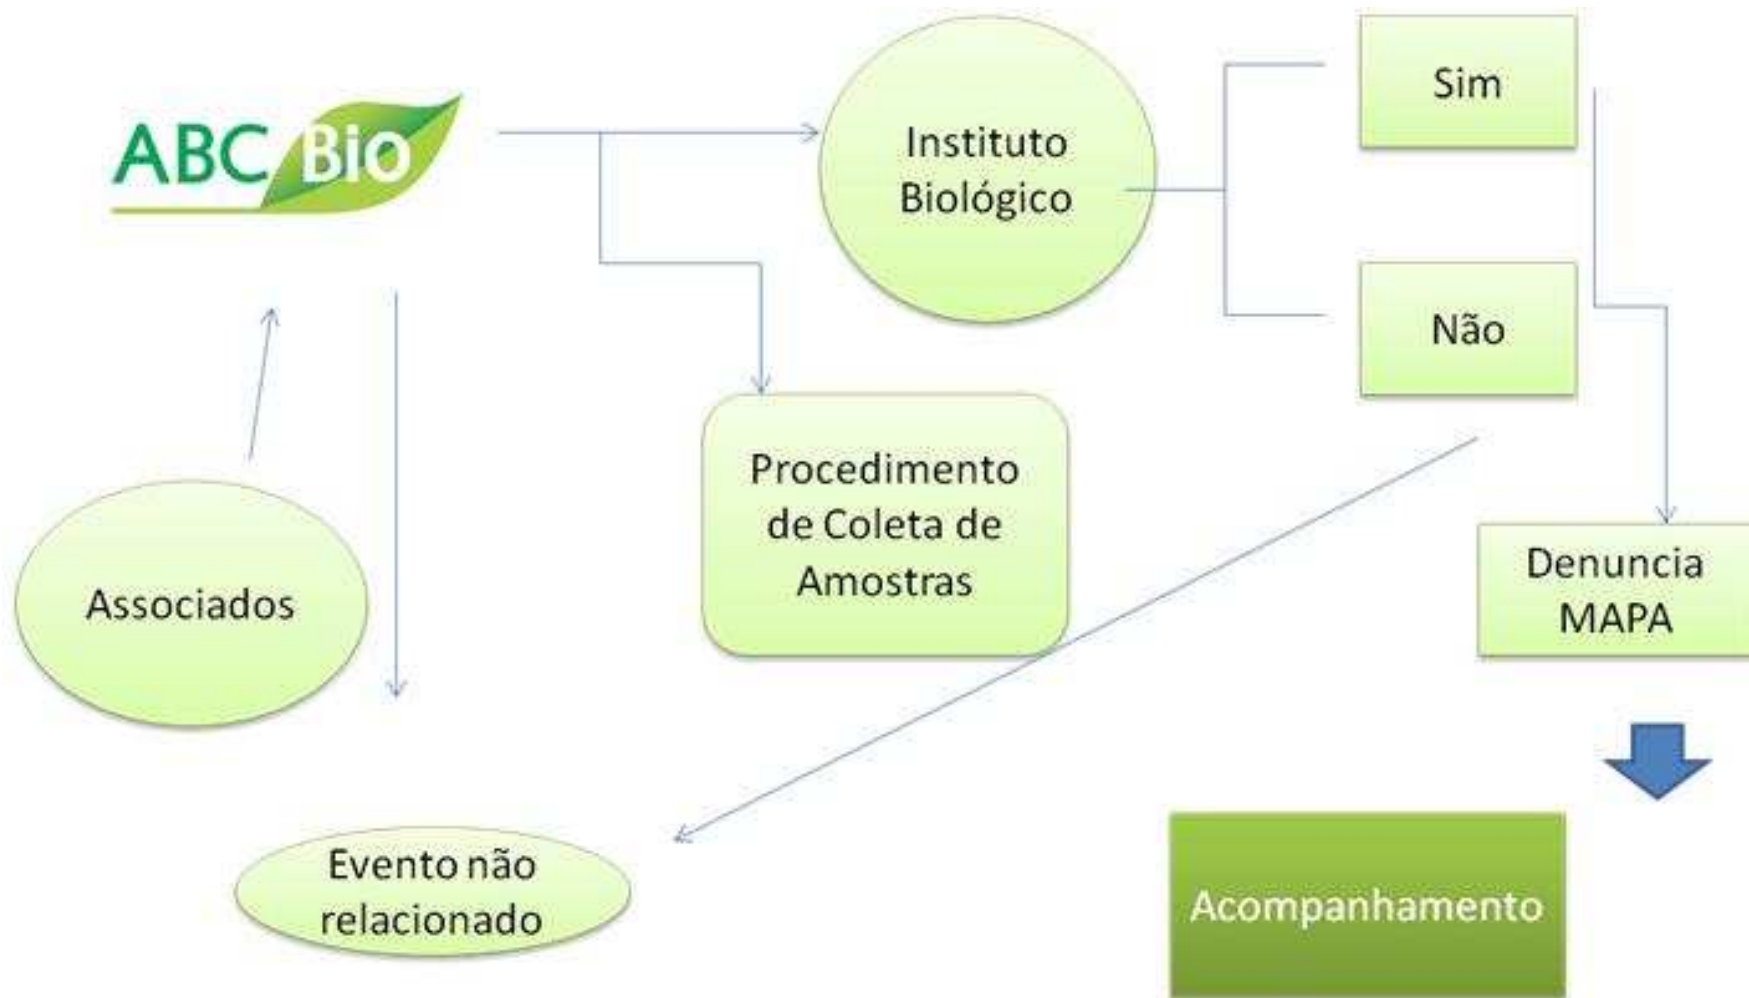 ABC Bio
Instituto
Biológico
Sim
Não
Procedimento
de Coleta de
Amostras
Associados
Denuncia
MAPA
Evento não
relacionado
Acompanhamento